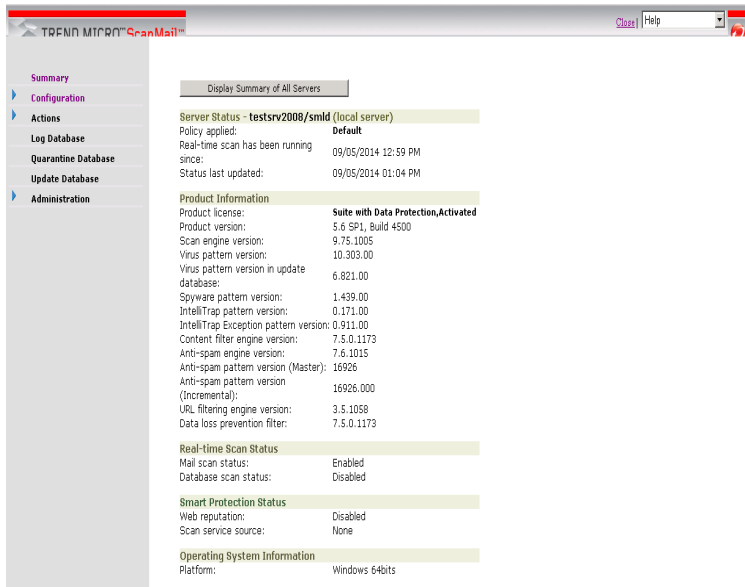 Close | Help
TREND MICRO™ ScanMail™
Summary
Configuration
Actions
Log Database
Quarantine Database
Update Database
Administration
Display Summary of All Servers
Server Status - testsrv2008/smld (local server)
Policy applied: Default
Real-time scan has been running
since: 09/05/2014 12:59 PM
Status last updated: 09/05/2014 01:04 PM
Product Information
Product license: Suite with Data Protection,Activated
Product version: 5.6 SP1, Build 4500
Scan engine version: 9.75.1005
Virus pattern version: 10.303.00
Virus pattern version in update
database: 6.821.00
Spyware pattern version: 1.439.00
IntelliTrap pattern version: 0.171.00
IntelliTrap Exception pattern version: 0.911.00
Content filter engine version: 7.5.0.1173
Anti-spam engine version: 7.6.1015
Anti-spam pattern version (Master): 16926
Anti-spam pattern version
(Incremental): 16926.000
URL filtering engine version: 3.5.1058
Data loss prevention filter: 7.5.0.1173
Real-time Scan Status
Mail scan status: Enabled
Database scan status: Disabled
Smart Protection Status
Web reputation: Disabled
Scan service source: None
Operating System Information
Platform: Windows 64bits